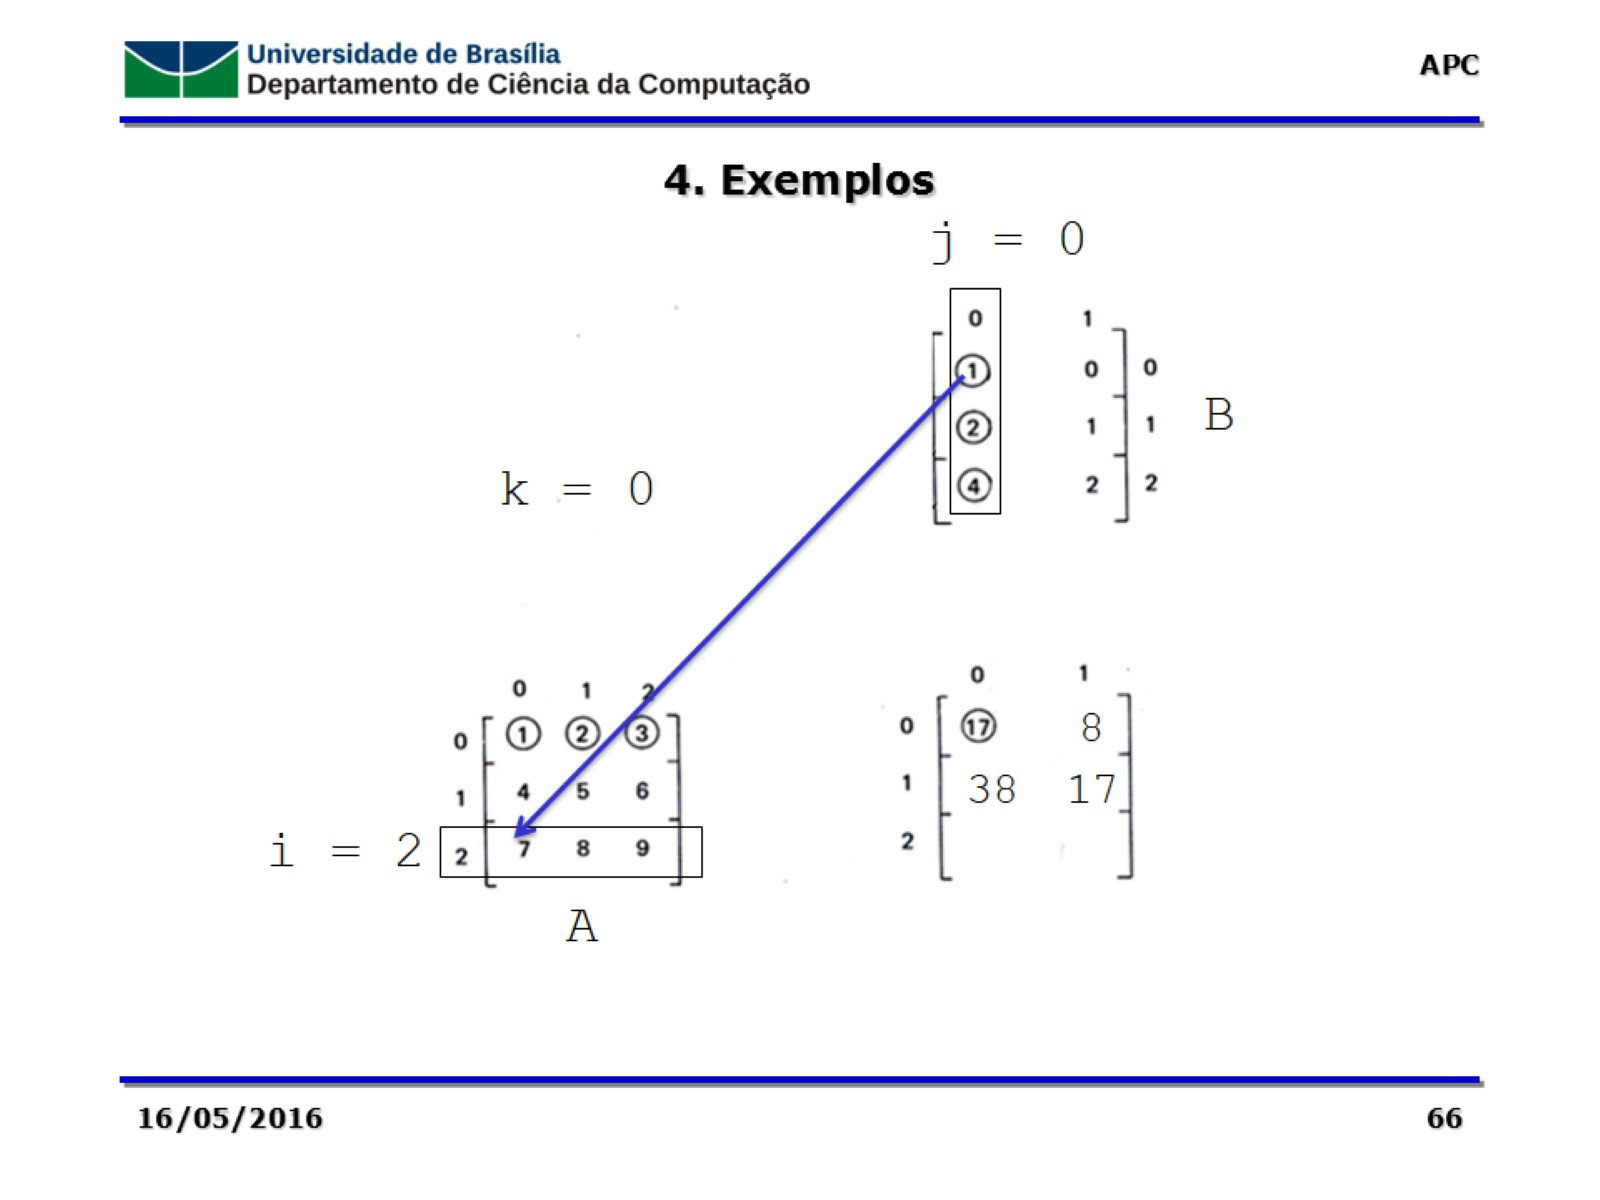 Universidade de Brasília
Departamento de Ciência da Computação
APC
4. Exemplos
j = 0
0 1
1 0 0
2 1 1
4 2 2
B
k = 0
0 1 2
0 1 2 3
1 4 5 6
i = 2 2 7 8 9
A
0 1
0 17 8
1 38 17
2
16/05/2016
66